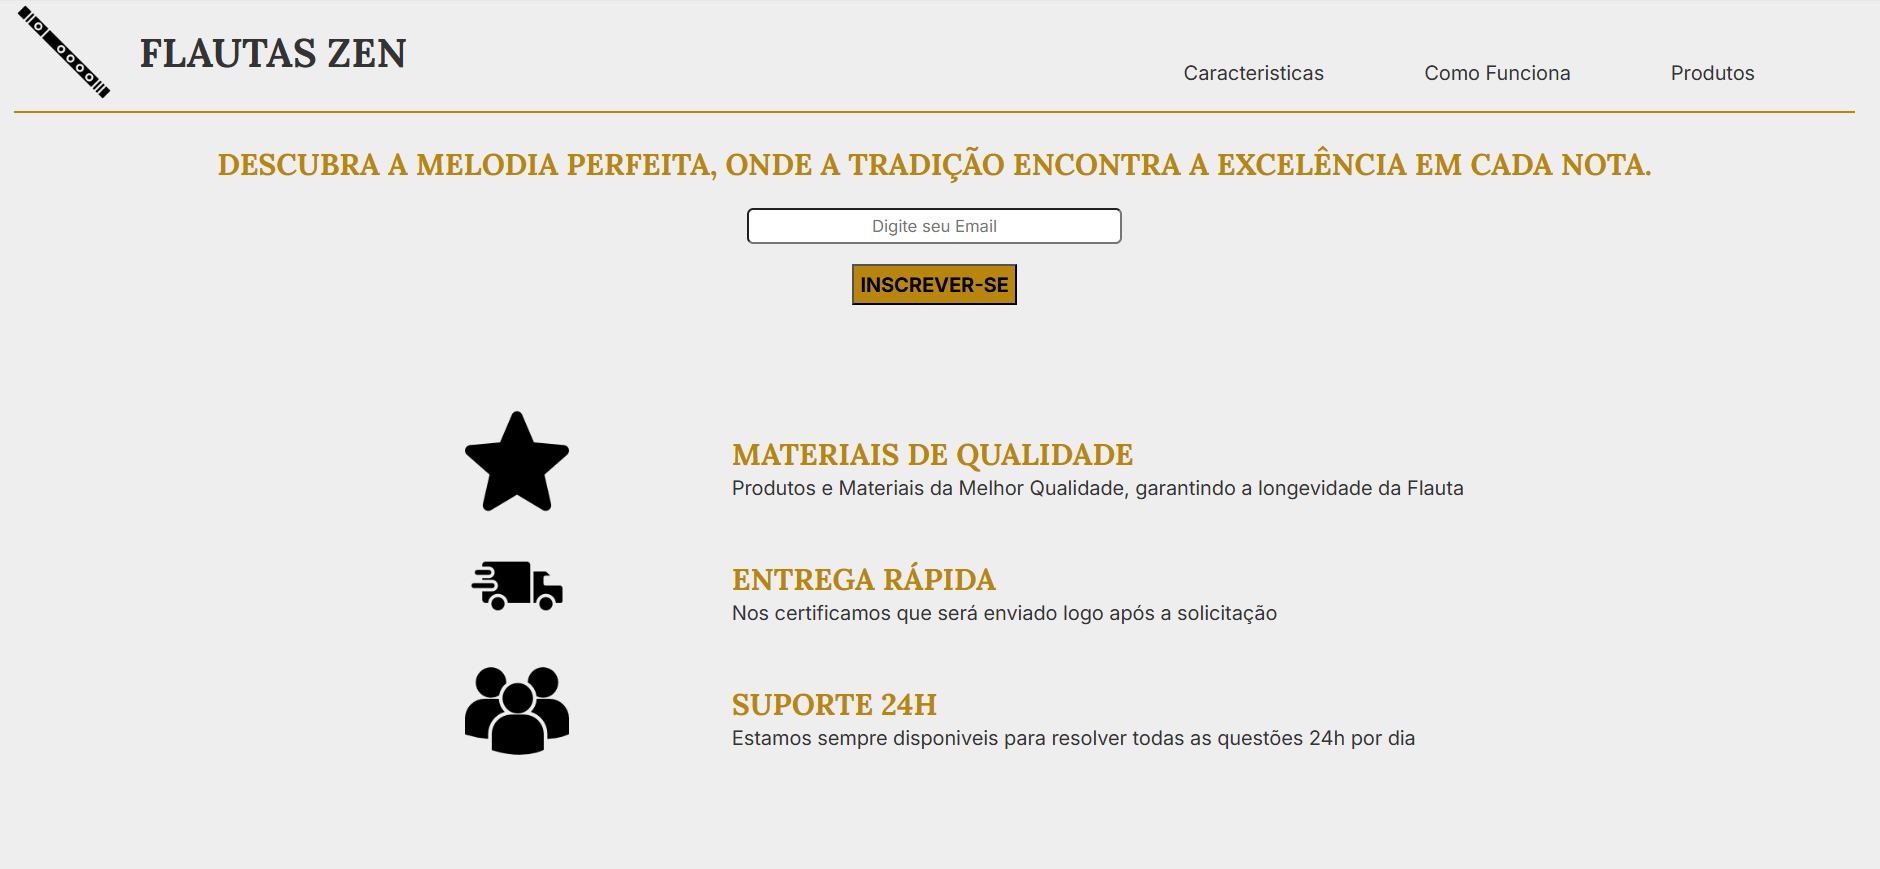 FLAUTAS ZEN
Caracteristicas
Como Funciona
Produtos
DESCUBRA A MELODIA PERFEITA, ONDE A TRADIÇÃO ENCONTRA A EXCELÊNCIA EM CADA NOTA.
Digite seu Email
INSCREVER-SE
MATERIAIS DE QUALIDADE
Produtos e Materiais da Melhor Qualidade, garantindo a longevidade da Flauta
ENTREGA RÁPIDA
Nos certificamos que será enviado logo após a solicitação
SUPORTE 24H
Estamos sempre disponiveis para resolver todas as questões 24h por dia